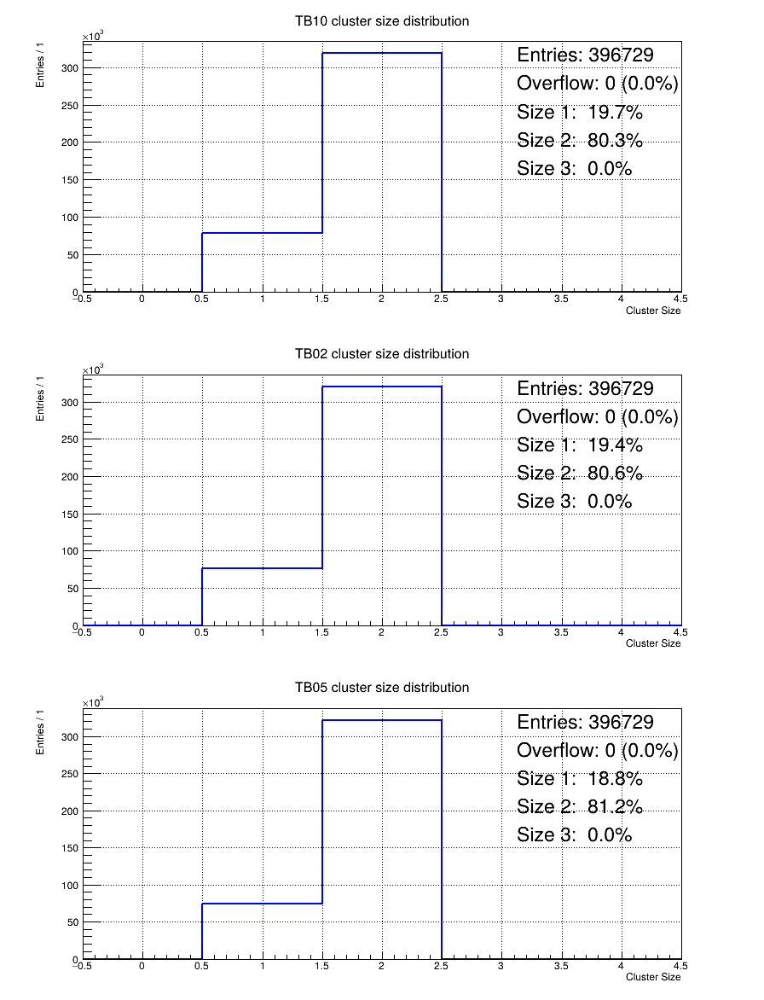 TB10 cluster size distribution
×10³
Entries / 1
Entries: 396729
Overflow: 0 (0.0%)
Size 1: 19.7%
Size 2: 80.3%
Size 3: 0.0%
300
250
200
150
100
50
0
−0.5 0 0.5 1 1.5 2 2.5 3 3.5 4 4.5
Cluster Size
TB02 cluster size distribution
×10³
Entries / 1
Entries: 396729
Overflow: 0 (0.0%)
Size 1: 19.4%
Size 2: 80.6%
Size 3: 0.0%
300
250
200
150
100
50
0
−0.5 0 0.5 1 1.5 2 2.5 3 3.5 4 4.5
Cluster Size
TB05 cluster size distribution
×10³
Entries / 1
Entries: 396729
Overflow: 0 (0.0%)
Size 1: 18.8%
Size 2: 81.2%
Size 3: 0.0%
300
250
200
150
100
50
0
−0.5 0 0.5 1 1.5 2 2.5 3 3.5 4 4.5
Cluster Size